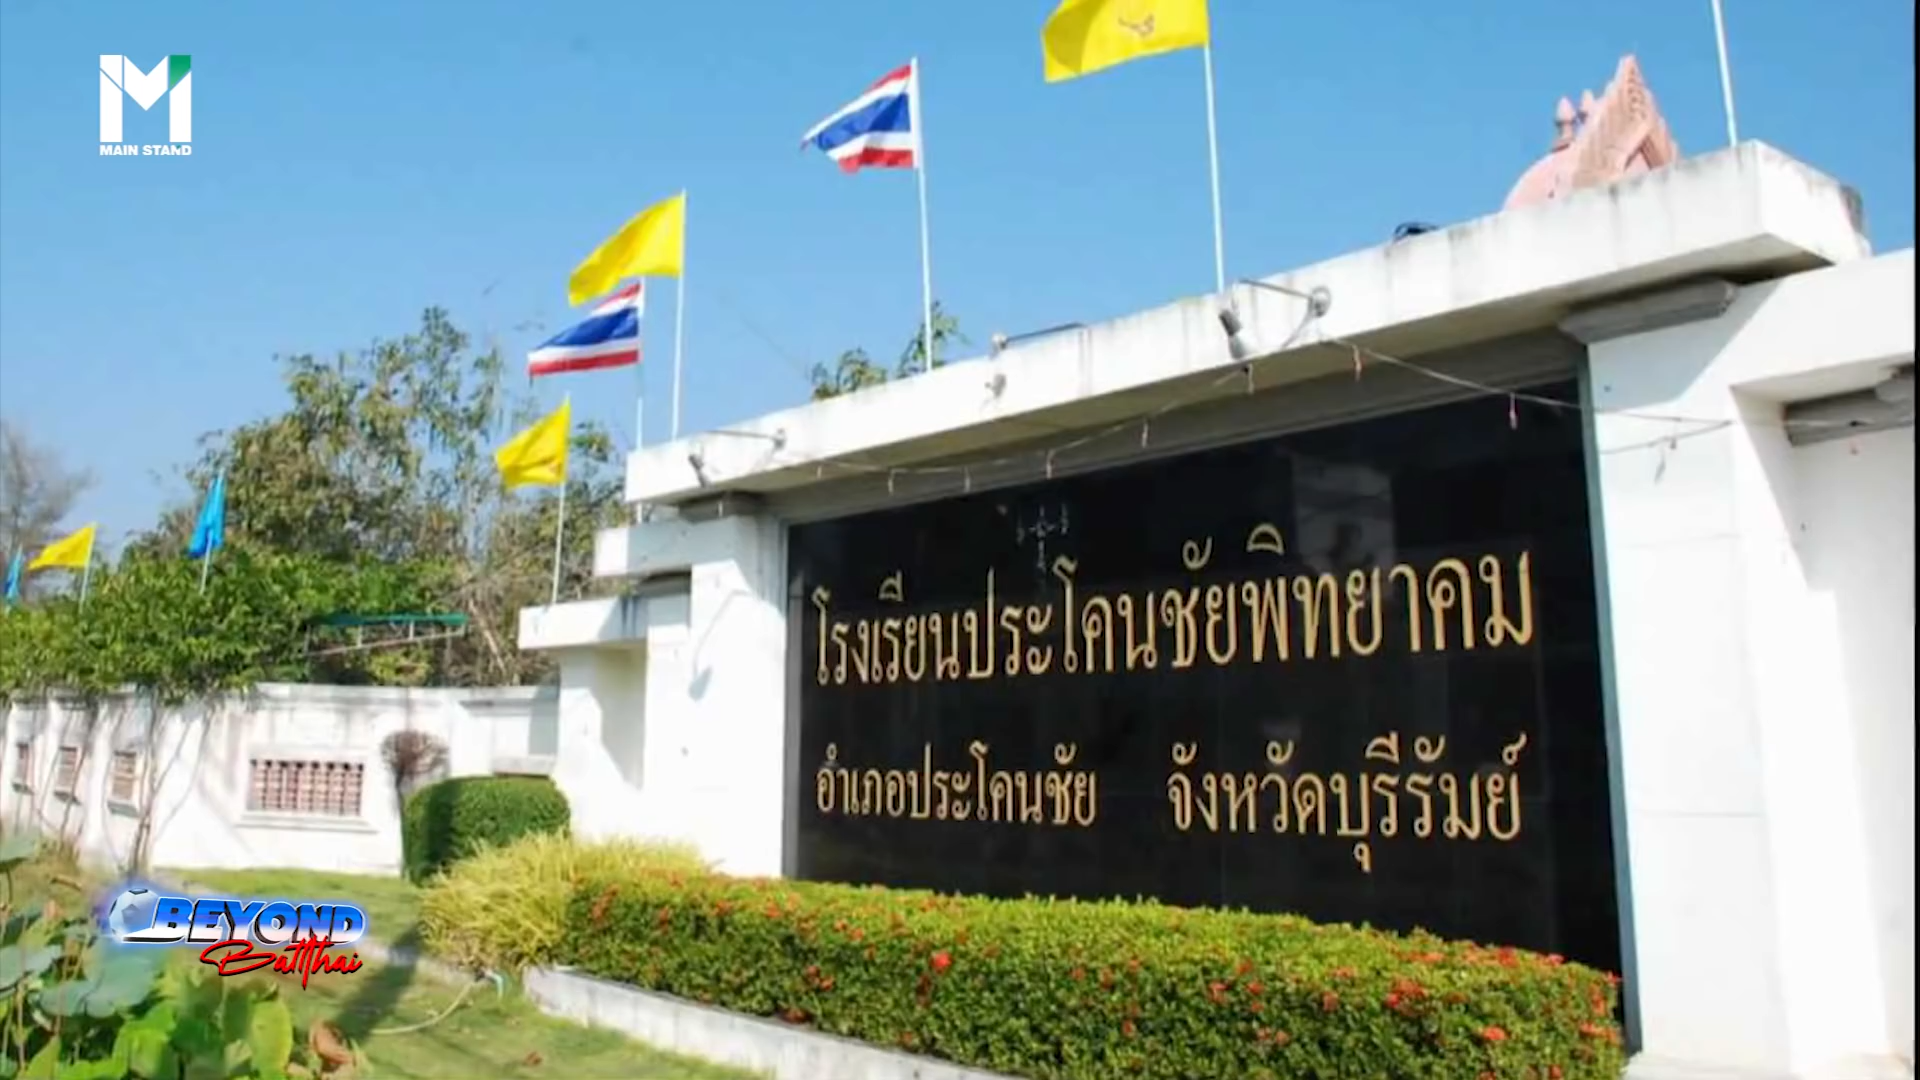 MAIN STAND
โรงเรียนประโคนชัยพิทยาคม
อำเภอประโคนชัย จังหวัดบุรีรัมย์
BEYOND
Ballthai